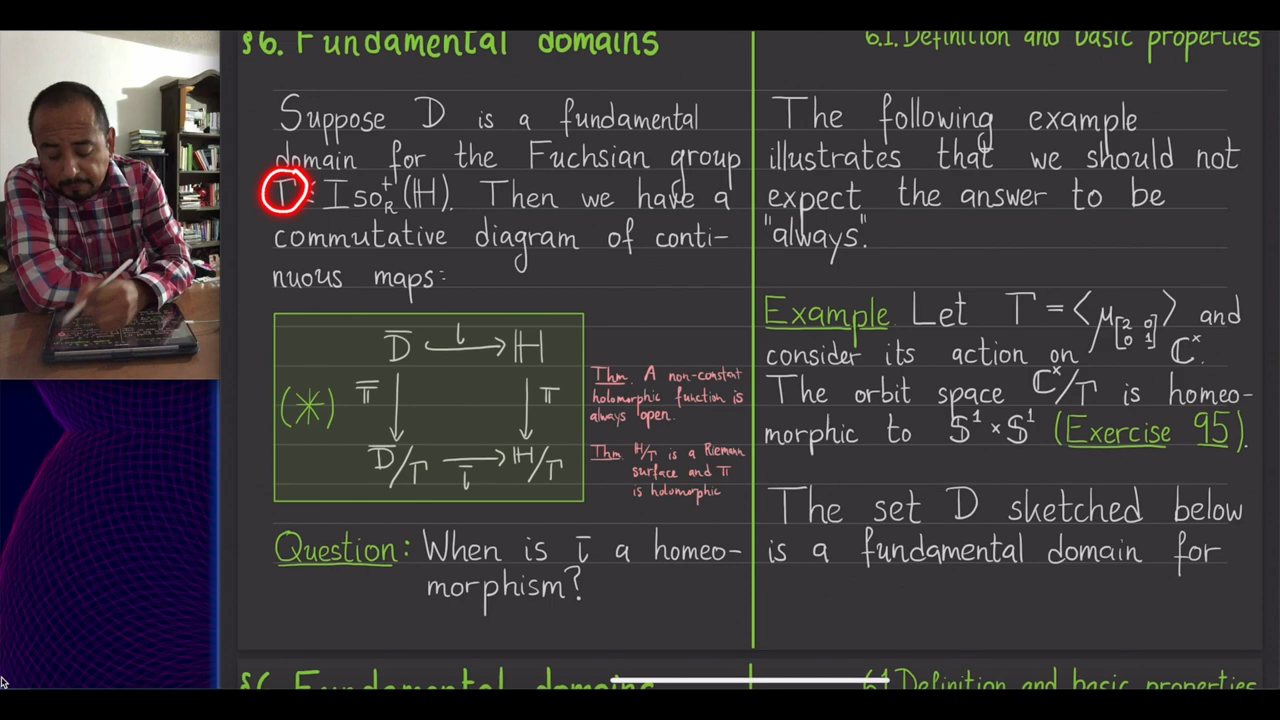 §6. Fundamental domains
Suppose D is a fundamental
domain for the Fuchsian group
Γ ≤ Iso⁺_R(ℍ). Then we have a
commutative diagram of conti-
nuous maps:
D̅ ι ℍ
(*) π̅ π
D̅/Γ ι̅ ℍ/Γ
Thm. A non-constant
holomorphic function is
always open.
Thm. ℍ/Γ is a Riemann
surface and π
is holomorphic
Question: When is ι̅ a homeo-
morphism?
6.1. Definition and basic properties
The following example
illustrates that we should not
expect the answer to be
"always".
Example. Let Γ = ⟨μ_[2 0 0 1]⟩ and
consider its action on ℂˣ.
The orbit space ℂˣ/Γ is homeo-
morphic to 𝕊¹ × 𝕊¹ (Exercise 95).
The set D sketched below
is a fundamental domain for
§6. Fundamental domains
6.1 Definition and basic properties